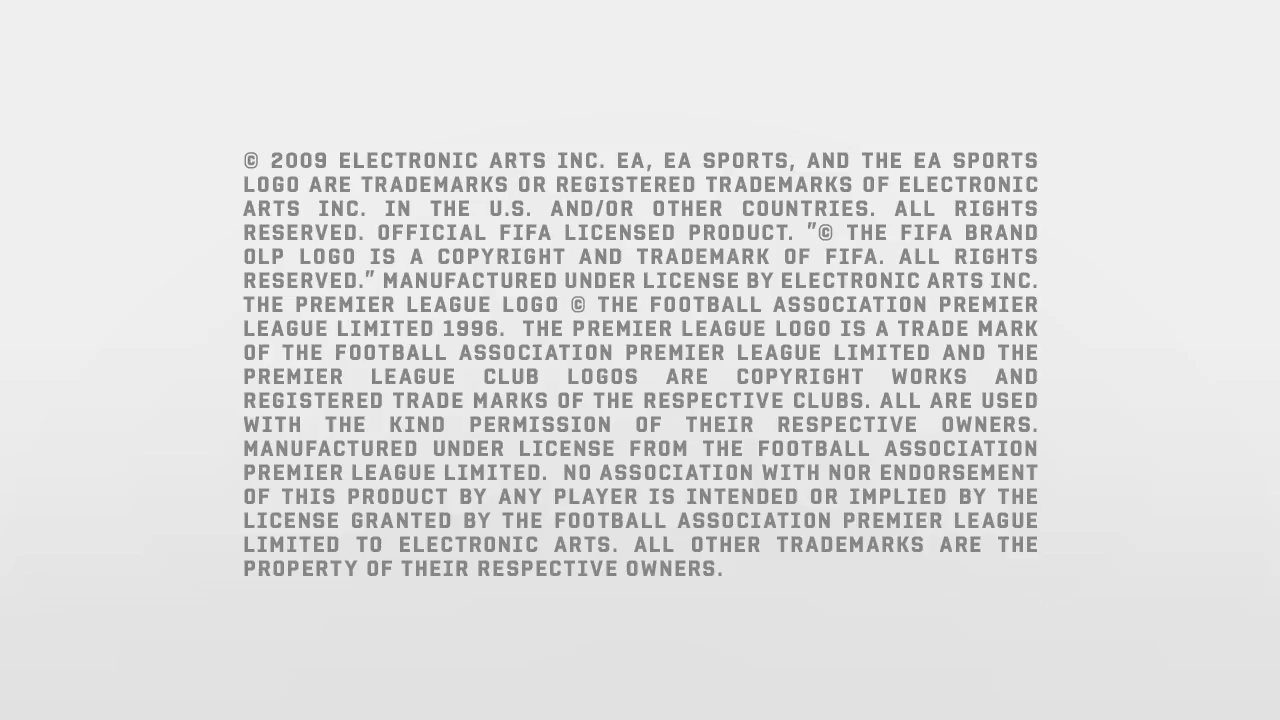 © 2009 ELECTRONIC ARTS INC. EA, EA SPORTS, AND THE EA SPORTS
LOGO ARE TRADEMARKS OR REGISTERED TRADEMARKS OF ELECTRONIC
ARTS INC. IN THE U.S. AND/OR OTHER COUNTRIES. ALL RIGHTS
RESERVED. OFFICIAL FIFA LICENSED PRODUCT. "© THE FIFA BRAND
OLP LOGO IS A COPYRIGHT AND TRADEMARK OF FIFA. ALL RIGHTS
RESERVED." MANUFACTURED UNDER LICENSE BY ELECTRONIC ARTS INC.
THE PREMIER LEAGUE LOGO © THE FOOTBALL ASSOCIATION PREMIER
LEAGUE LIMITED 1996.  THE PREMIER LEAGUE LOGO IS A TRADE MARK
OF THE FOOTBALL ASSOCIATION PREMIER LEAGUE LIMITED AND THE
PREMIER LEAGUE CLUB LOGOS ARE COPYRIGHT WORKS AND
REGISTERED TRADE MARKS OF THE RESPECTIVE CLUBS. ALL ARE USED
WITH THE KIND PERMISSION OF THEIR RESPECTIVE OWNERS.
MANUFACTURED UNDER LICENSE FROM THE FOOTBALL ASSOCIATION
PREMIER LEAGUE LIMITED.  NO ASSOCIATION WITH NOR ENDORSEMENT
OF THIS PRODUCT BY ANY PLAYER IS INTENDED OR IMPLIED BY THE
LICENSE GRANTED BY THE FOOTBALL ASSOCIATION PREMIER LEAGUE
LIMITED TO ELECTRONIC ARTS. ALL OTHER TRADEMARKS ARE THE
PROPERTY OF THEIR RESPECTIVE OWNERS.